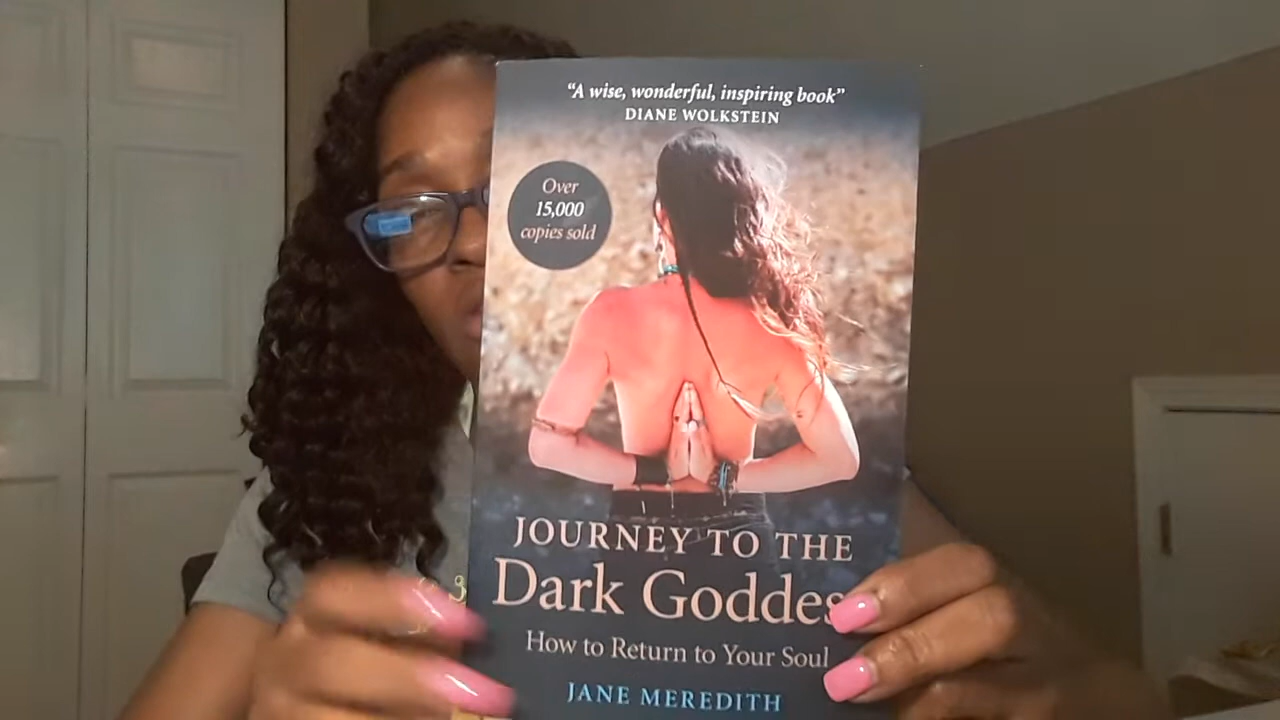 “A wise, wonderful, inspiring book”
DIANE WOLKSTEIN
Over
15,000
copies sold
JOURNEY TO THE
Dark Goddes
How to Return to Your Soul
JANE MEREDITH